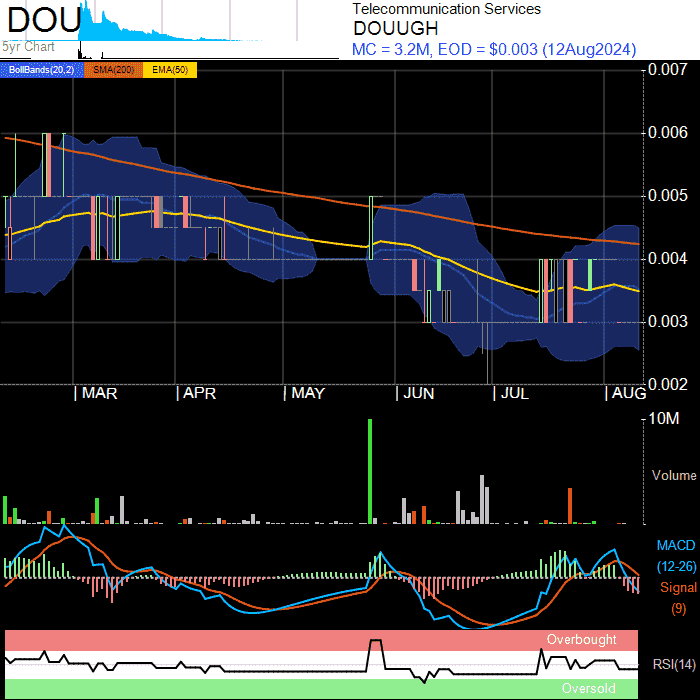 DOU
5yr Chart
Telecommunication Services
DOUUGH
MC = 3.2M, EOD = $0.003 (12Aug2024)
BollBands(20,2) SMA(200) EMA(50)
0.007
0.006
0.005
0.004
0.003
0.002
MAR APR MAY JUN JUL AUG
10M
Volume
MACD
(12-26)
Signal
(9)
Overbought
RSI(14)
Oversold